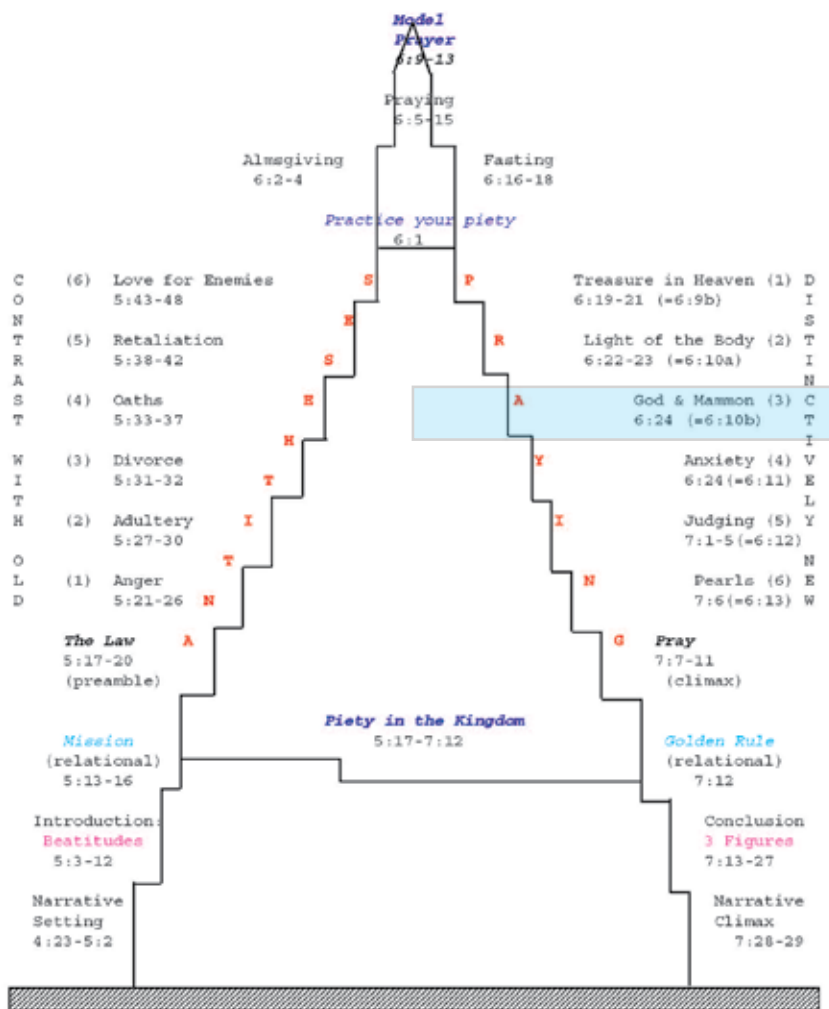 Model
Prayer
6:9-13
Praying
6:5-15
Almsgiving
6:2-4
Fasting
6:16-18
Practice your piety
6:1
CONTRAST WITH OLD
(6) Love for Enemies
5:43-48
(5) Retaliation
5:38-42
(4) Oaths
5:33-37
(3) Divorce
5:31-32
(2) Adultery
5:27-30
(1) Anger
5:21-26
ANTITHESES
PRAYING
Treasure in Heaven (1)
6:19-21 (=6:9b)
Light of the Body (2)
6:22-23 (=6:10a)
God & Mammon (3)
6:24 (=6:10b)
Anxiety (4)
6:24(=6:11)
Judging (5)
7:1-5(=6:12)
Pearls (6)
7:6(=6:13)
DISTINCTIVELY NEW
The Law
5:17-20
(preamble)
Pray
7:7-11
(climax)
Piety in the Kingdom
5:17-7:12
Mission
(relational)
5:13-16
Golden Rule
(relational)
7:12
Introduction:
Beatitudes
5:3-12
Conclusion
3 Figures
7:13-27
Narrative
Setting
4:23-5:2
Narrative
Climax
7:28-29